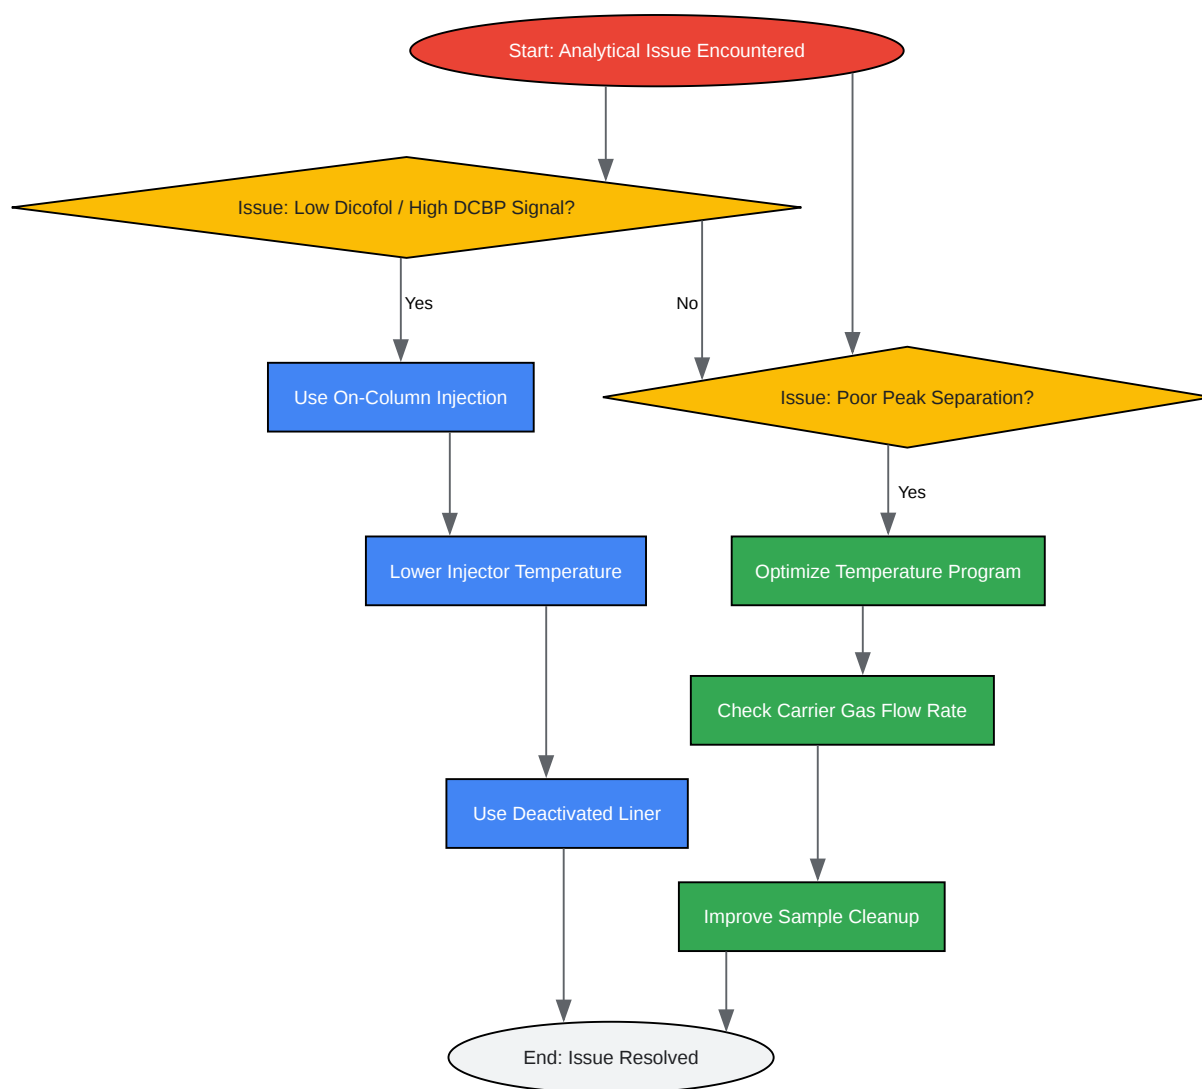 Start: Analytical Issue Encountered
Issue: Low Dicofol / High DCBP Signal?
Yes
No
Use On-Column Injection
Issue: Poor Peak Separation?
Yes
Lower Injector Temperature
Optimize Temperature Program
Check Carrier Gas Flow Rate
Use Deactivated Liner
Improve Sample Cleanup
End: Issue Resolved